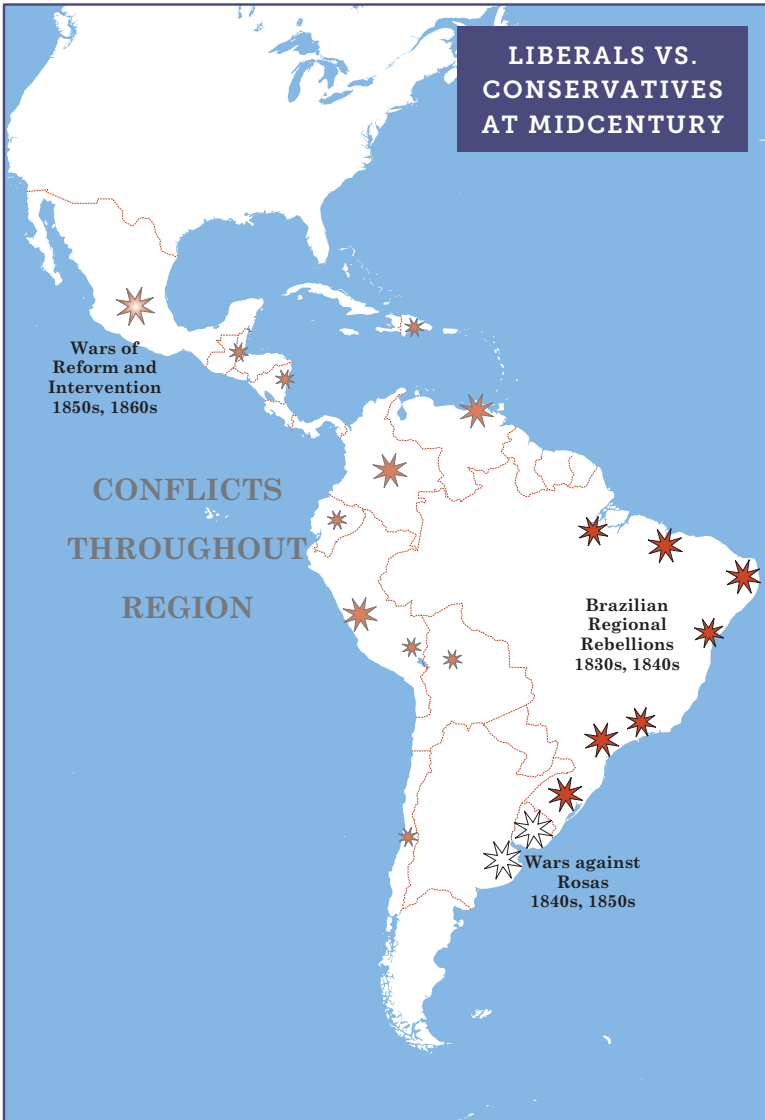 LIBERALS VS.
CONSERVATIVES
AT MIDCENTURY
Wars of
Reform and
Intervention
1850s, 1860s
CONFLICTS
THROUGHOUT
REGION
Brazilian
Regional
Rebellions
1830s, 1840s
Wars against
Rosas
1840s, 1850s